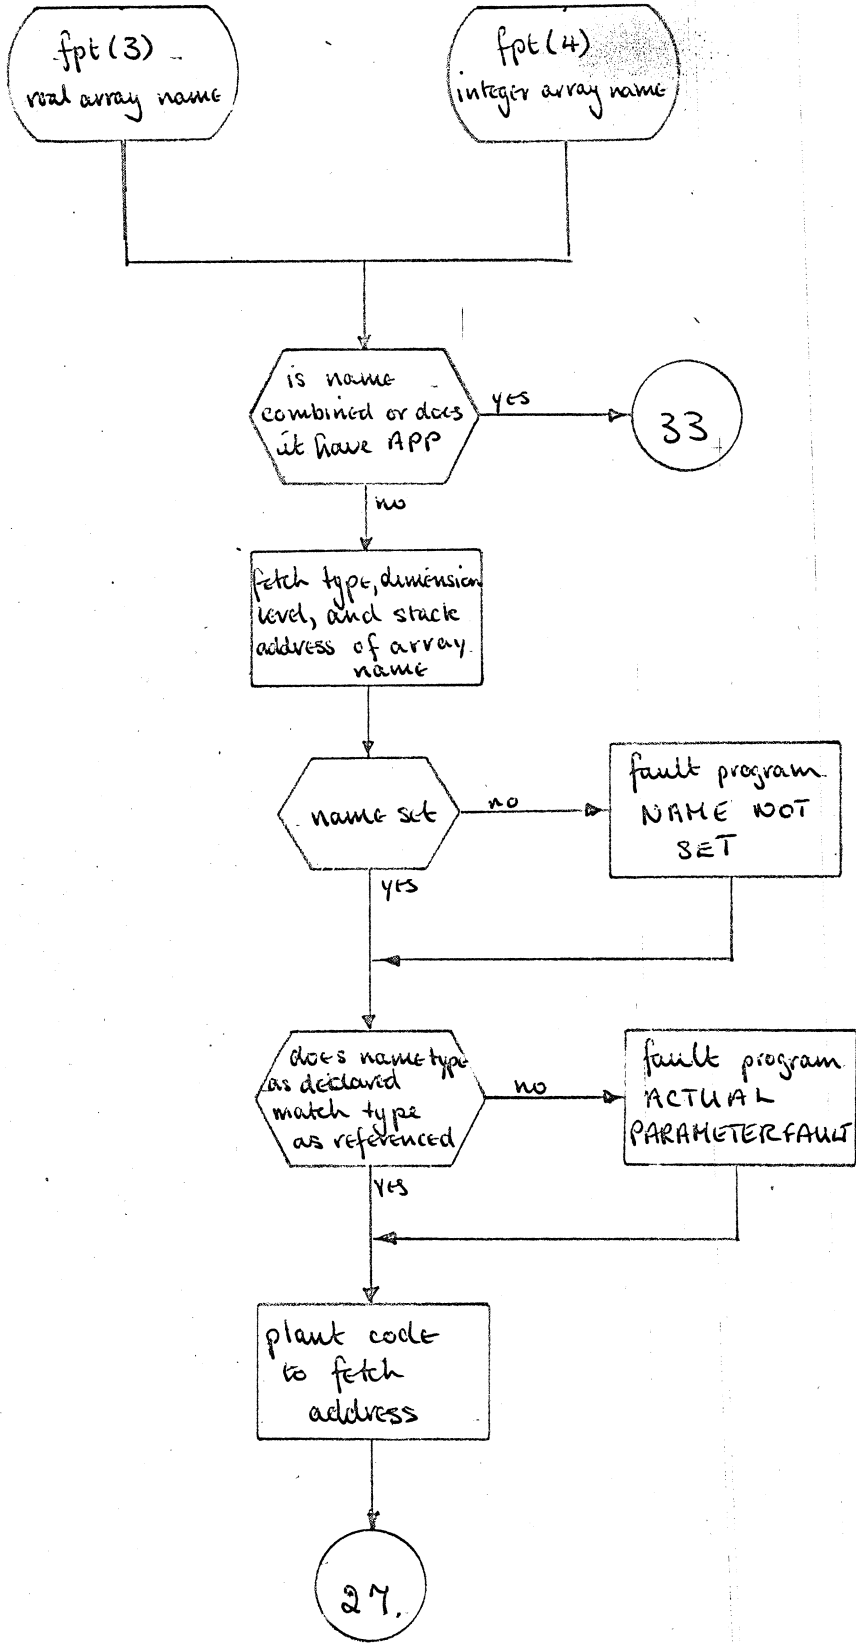 fpt(3)
real array name
fpt(4)
integer array name
is name
combined or does
it have APP
yes
33
no
fetch type, dimension
level, and stack
address of array
name
name set
no
fault program
NAME NOT
SET
yes
does name type
as declared
match type
as referenced
no
fault program
ACTUAL
PARAMETER FAULT
yes
plant code
to fetch
address
27.